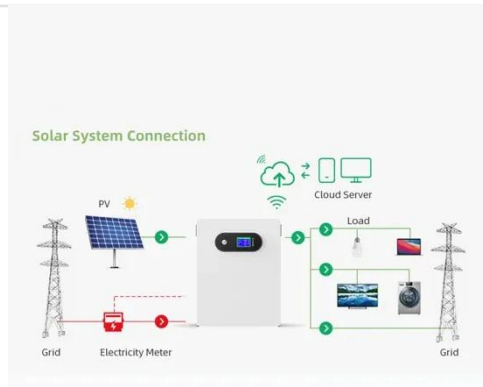 Solar System Connection
Cloud Server
PV
Load
Grid
Electricity Meter
Grid